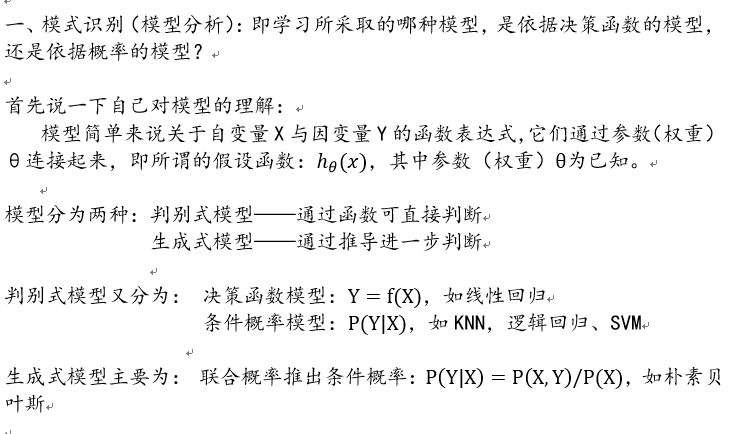 一、模式识别（模型分析）：即学习所采取的哪种模型，是依据决策函数的模型，
还是依据概率的模型？
首先说一下自己对模型的理解：
模型简单来说关于自变量 X 与因变量 Y 的函数表达式,它们通过参数（权重）
θ连接起来，即所谓的假设函数：hθ(x)，其中参数（权重）θ为已知。
模型分为两种：判别式模型——通过函数可直接判断
生成式模型——通过推导进一步判断
判别式模型又分为： 决策函数模型：Y = f(X)，如线性回归
条件概率模型：P(Y|X)，如 KNN，逻辑回归、SVM
生成式模型主要为： 联合概率推出条件概率：P(Y|X) = P(X, Y)/P(X)，如朴素贝
叶斯